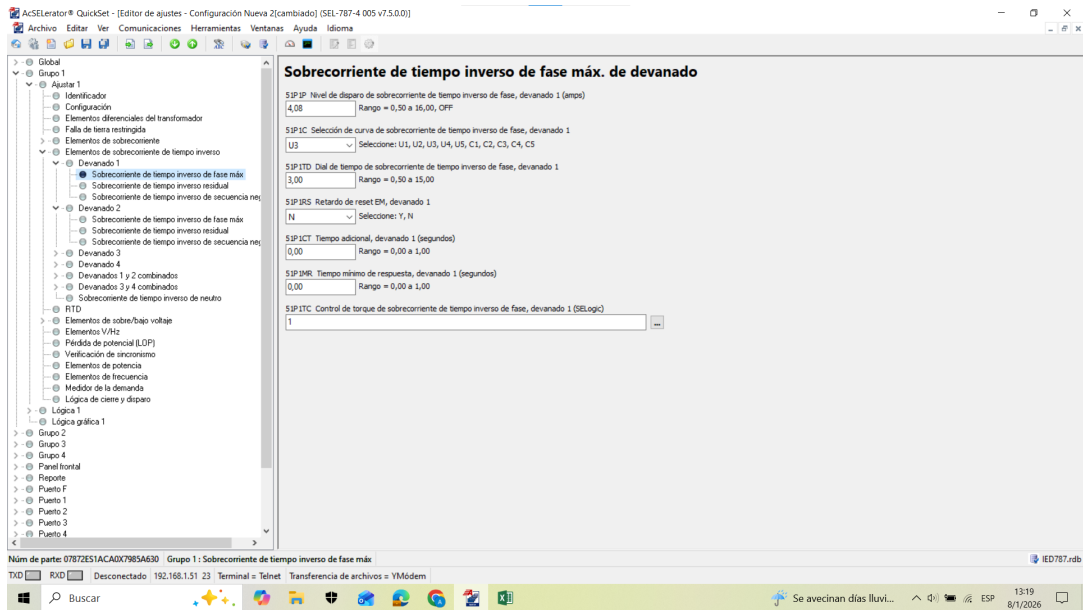 AcSELerator® QuickSet - [Editor de ajustes - Configuración Nueva 2[cambiado] (SEL-787-4 005 v7.5.0.0)]
Archivo Editar Ver Comunicaciones Herramientas Ventanas Ayuda Idioma
Global
Grupo 1
Ajustar 1
Identificador
Configuración
Elementos diferenciales del transformador
Falla de tierra restringida
Elementos de sobrecorriente
Elementos de sobrecorriente de tiempo inverso
Devanado 1
Sobrecorriente de tiempo inverso de fase máx
Sobrecorriente de tiempo inverso residual
Sobrecorriente de tiempo inverso de secuencia neg
Devanado 2
Sobrecorriente de tiempo inverso de fase máx
Sobrecorriente de tiempo inverso residual
Sobrecorriente de tiempo inverso de secuencia neg
Devanado 3
Devanado 4
Devanados 1 y 2 combinados
Devanados 3 y 4 combinados
Sobrecorriente de tiempo inverso de neutro
RTD
Elementos de sobre/bajo voltaje
Elementos V/Hz
Pérdida de potencial (LOP)
Verificación de sincronismo
Elementos de potencia
Elementos de frecuencia
Medidor de la demanda
Lógica de cierre y disparo
Lógica 1
Lógica gráfica 1
Grupo 2
Grupo 3
Grupo 4
Panel frontal
Reporte
Puerto F
Puerto 1
Puerto 2
Puerto 3
Puerto 4
Sobrecorriente de tiempo inverso de fase máx. de devanado
51P1P Nivel de disparo de sobrecorriente de tiempo inverso de fase, devanado 1 (amps)
4,08 Rango = 0,50 a 16,00, OFF
51P1C Selección de curva de sobrecorriente de tiempo inverso de fase, devanado 1
U3 Seleccione: U1, U2, U3, U4, U5, C1, C2, C3, C4, C5
51P1TD Dial de tiempo de sobrecorriente de tiempo inverso de fase, devanado 1
3,00 Rango = 0,50 a 15,00
51P1RS Retardo de reset EM, devanado 1
N Seleccione: Y, N
51P1CT Tiempo adicional, devanado 1 (segundos)
0,00 Rango = 0,00 a 1,00
51P1MR Tiempo mínimo de respuesta, devanado 1 (segundos)
0,00 Rango = 0,00 a 1,00
51P1TC Control de torque de sobrecorriente de tiempo inverso de fase, devanado 1 (SELogic)
1 ...
Núm de parte: 07872ES1ACA0X7985A630 Grupo 1 : Sobrecorriente de tiempo inverso de fase máx IED787.rdb
TXD RXD Desconectado 192.168.1.51 23 Terminal = Telnet Transferencia de archivos = YMódem
Buscar Se avecinan días lluvi... ESP 13:19
8/1/2026